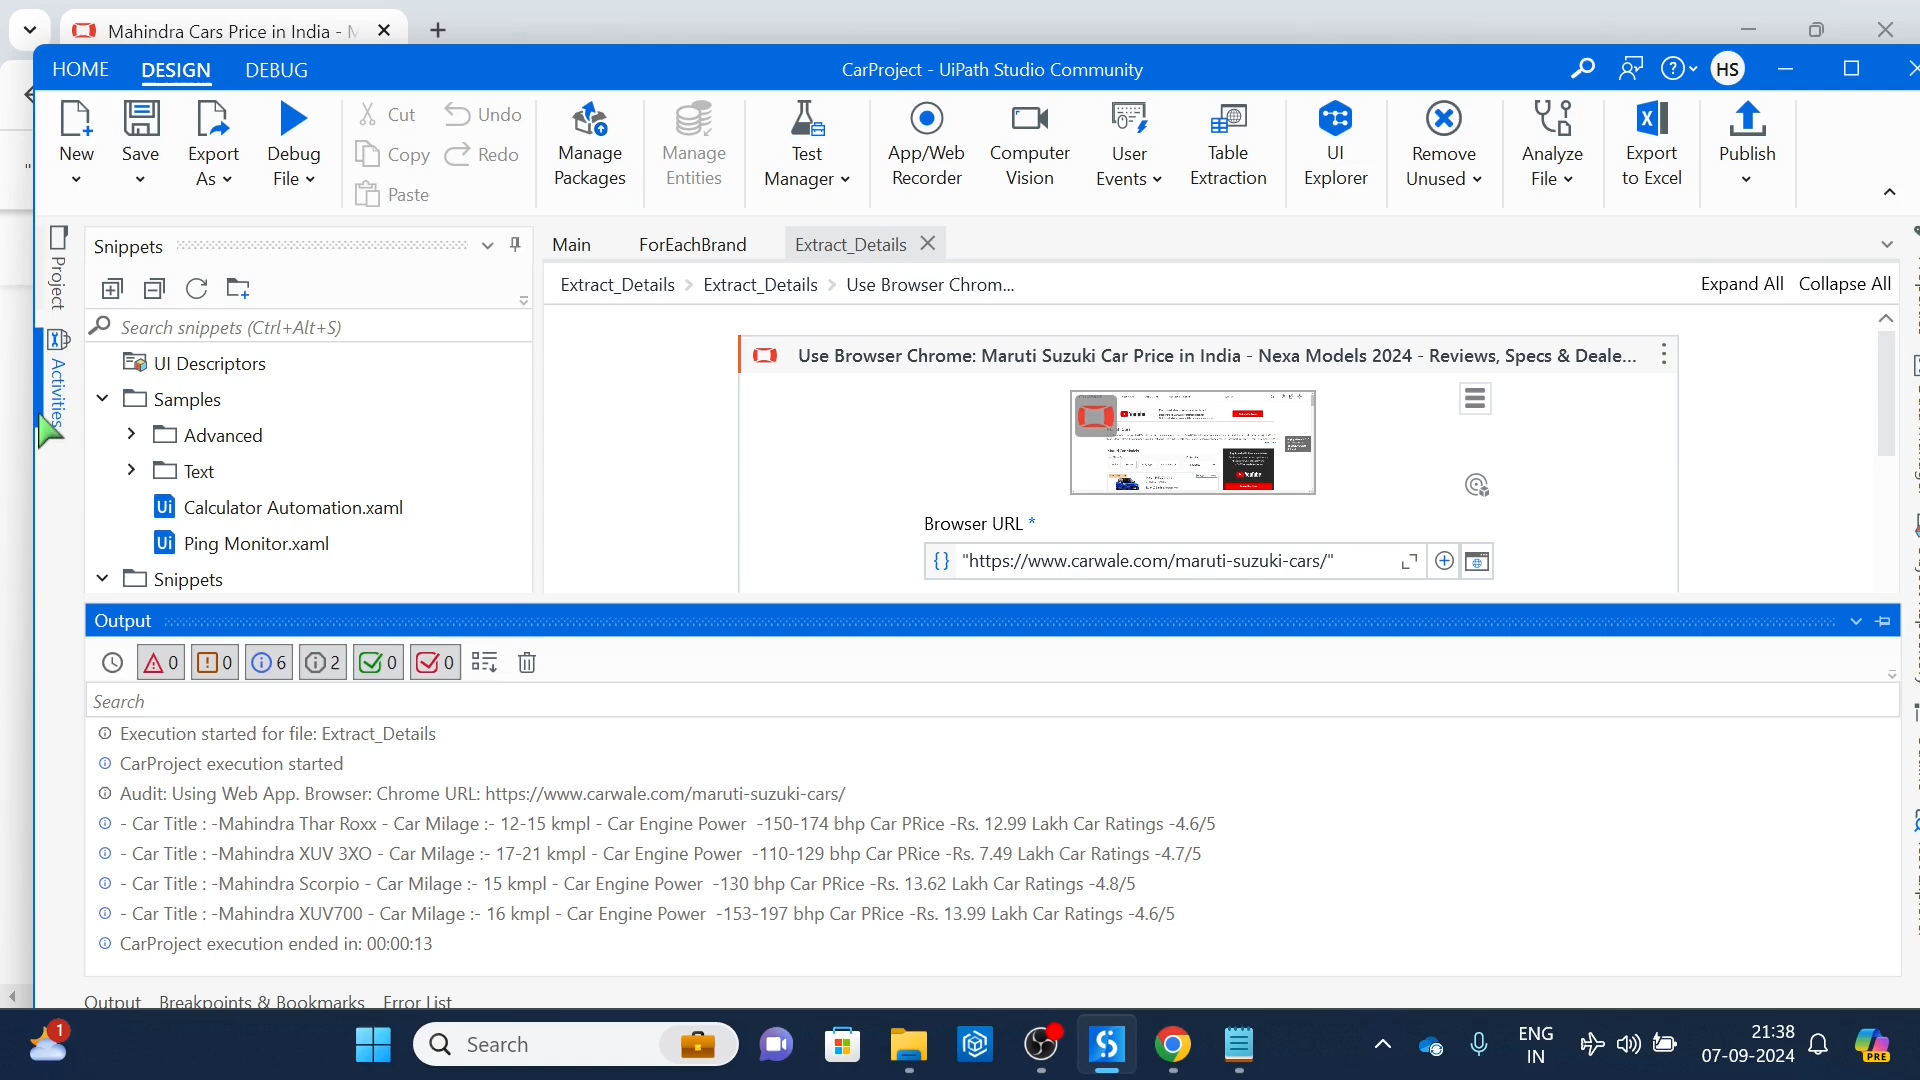 Mahindra Cars Price in India -
HOME DESIGN DEBUG
CarProject - UiPath Studio Community
HS
New
Save
Export As
Debug File
Cut
Copy
Paste
Undo
Redo
Manage Packages
Manage Entities
Test Manager
App/Web Recorder
Computer Vision
User Events
Table Extraction
UI Explorer
Remove Unused
Analyze File
Export to Excel
Publish
Project
Activities
Snippets
Search snippets (Ctrl+Alt+S)
UI Descriptors
Samples
Advanced
Text
Calculator Automation.xaml
Ping Monitor.xaml
Snippets
Main ForEachBrand Extract_Details
Extract_Details > Extract_Details > Use Browser Chrom...
Expand All Collapse All
Use Browser Chrome: Maruti Suzuki Car Price in India - Nexa Models 2024 - Reviews, Specs & Deale...
Browser URL *
{} "https://www.carwale.com/maruti-suzuki-cars/"
Output
0 0 6 2 0 0
Search
Execution started for file: Extract_Details
CarProject execution started
Audit: Using Web App. Browser: Chrome URL: https://www.carwale.com/maruti-suzuki-cars/
- Car Title : -Mahindra Thar Roxx - Car Milage :- 12-15 kmpl - Car Engine Power -150-174 bhp Car PRice -Rs. 12.99 Lakh Car Ratings -4.6/5
- Car Title : -Mahindra XUV 3XO - Car Milage :- 17-21 kmpl - Car Engine Power -110-129 bhp Car PRice -Rs. 7.49 Lakh Car Ratings -4.7/5
- Car Title : -Mahindra Scorpio - Car Milage :- 15 kmpl - Car Engine Power -130 bhp Car PRice -Rs. 13.62 Lakh Car Ratings -4.8/5
- Car Title : -Mahindra XUV700 - Car Milage :- 16 kmpl - Car Engine Power -153-197 bhp Car PRice -Rs. 13.99 Lakh Car Ratings -4.6/5
CarProject execution ended in: 00:00:13
Output Breakpoints & Bookmarks Error List
1
Search
ENG
IN
21:38
07-09-2024
PRE